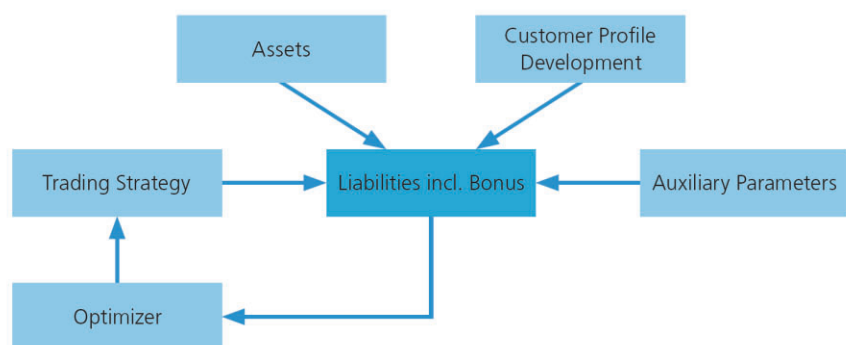 Assets
Customer Profile
Development
Trading Strategy
Liabilities incl. Bonus
Auxiliary Parameters
Optimizer